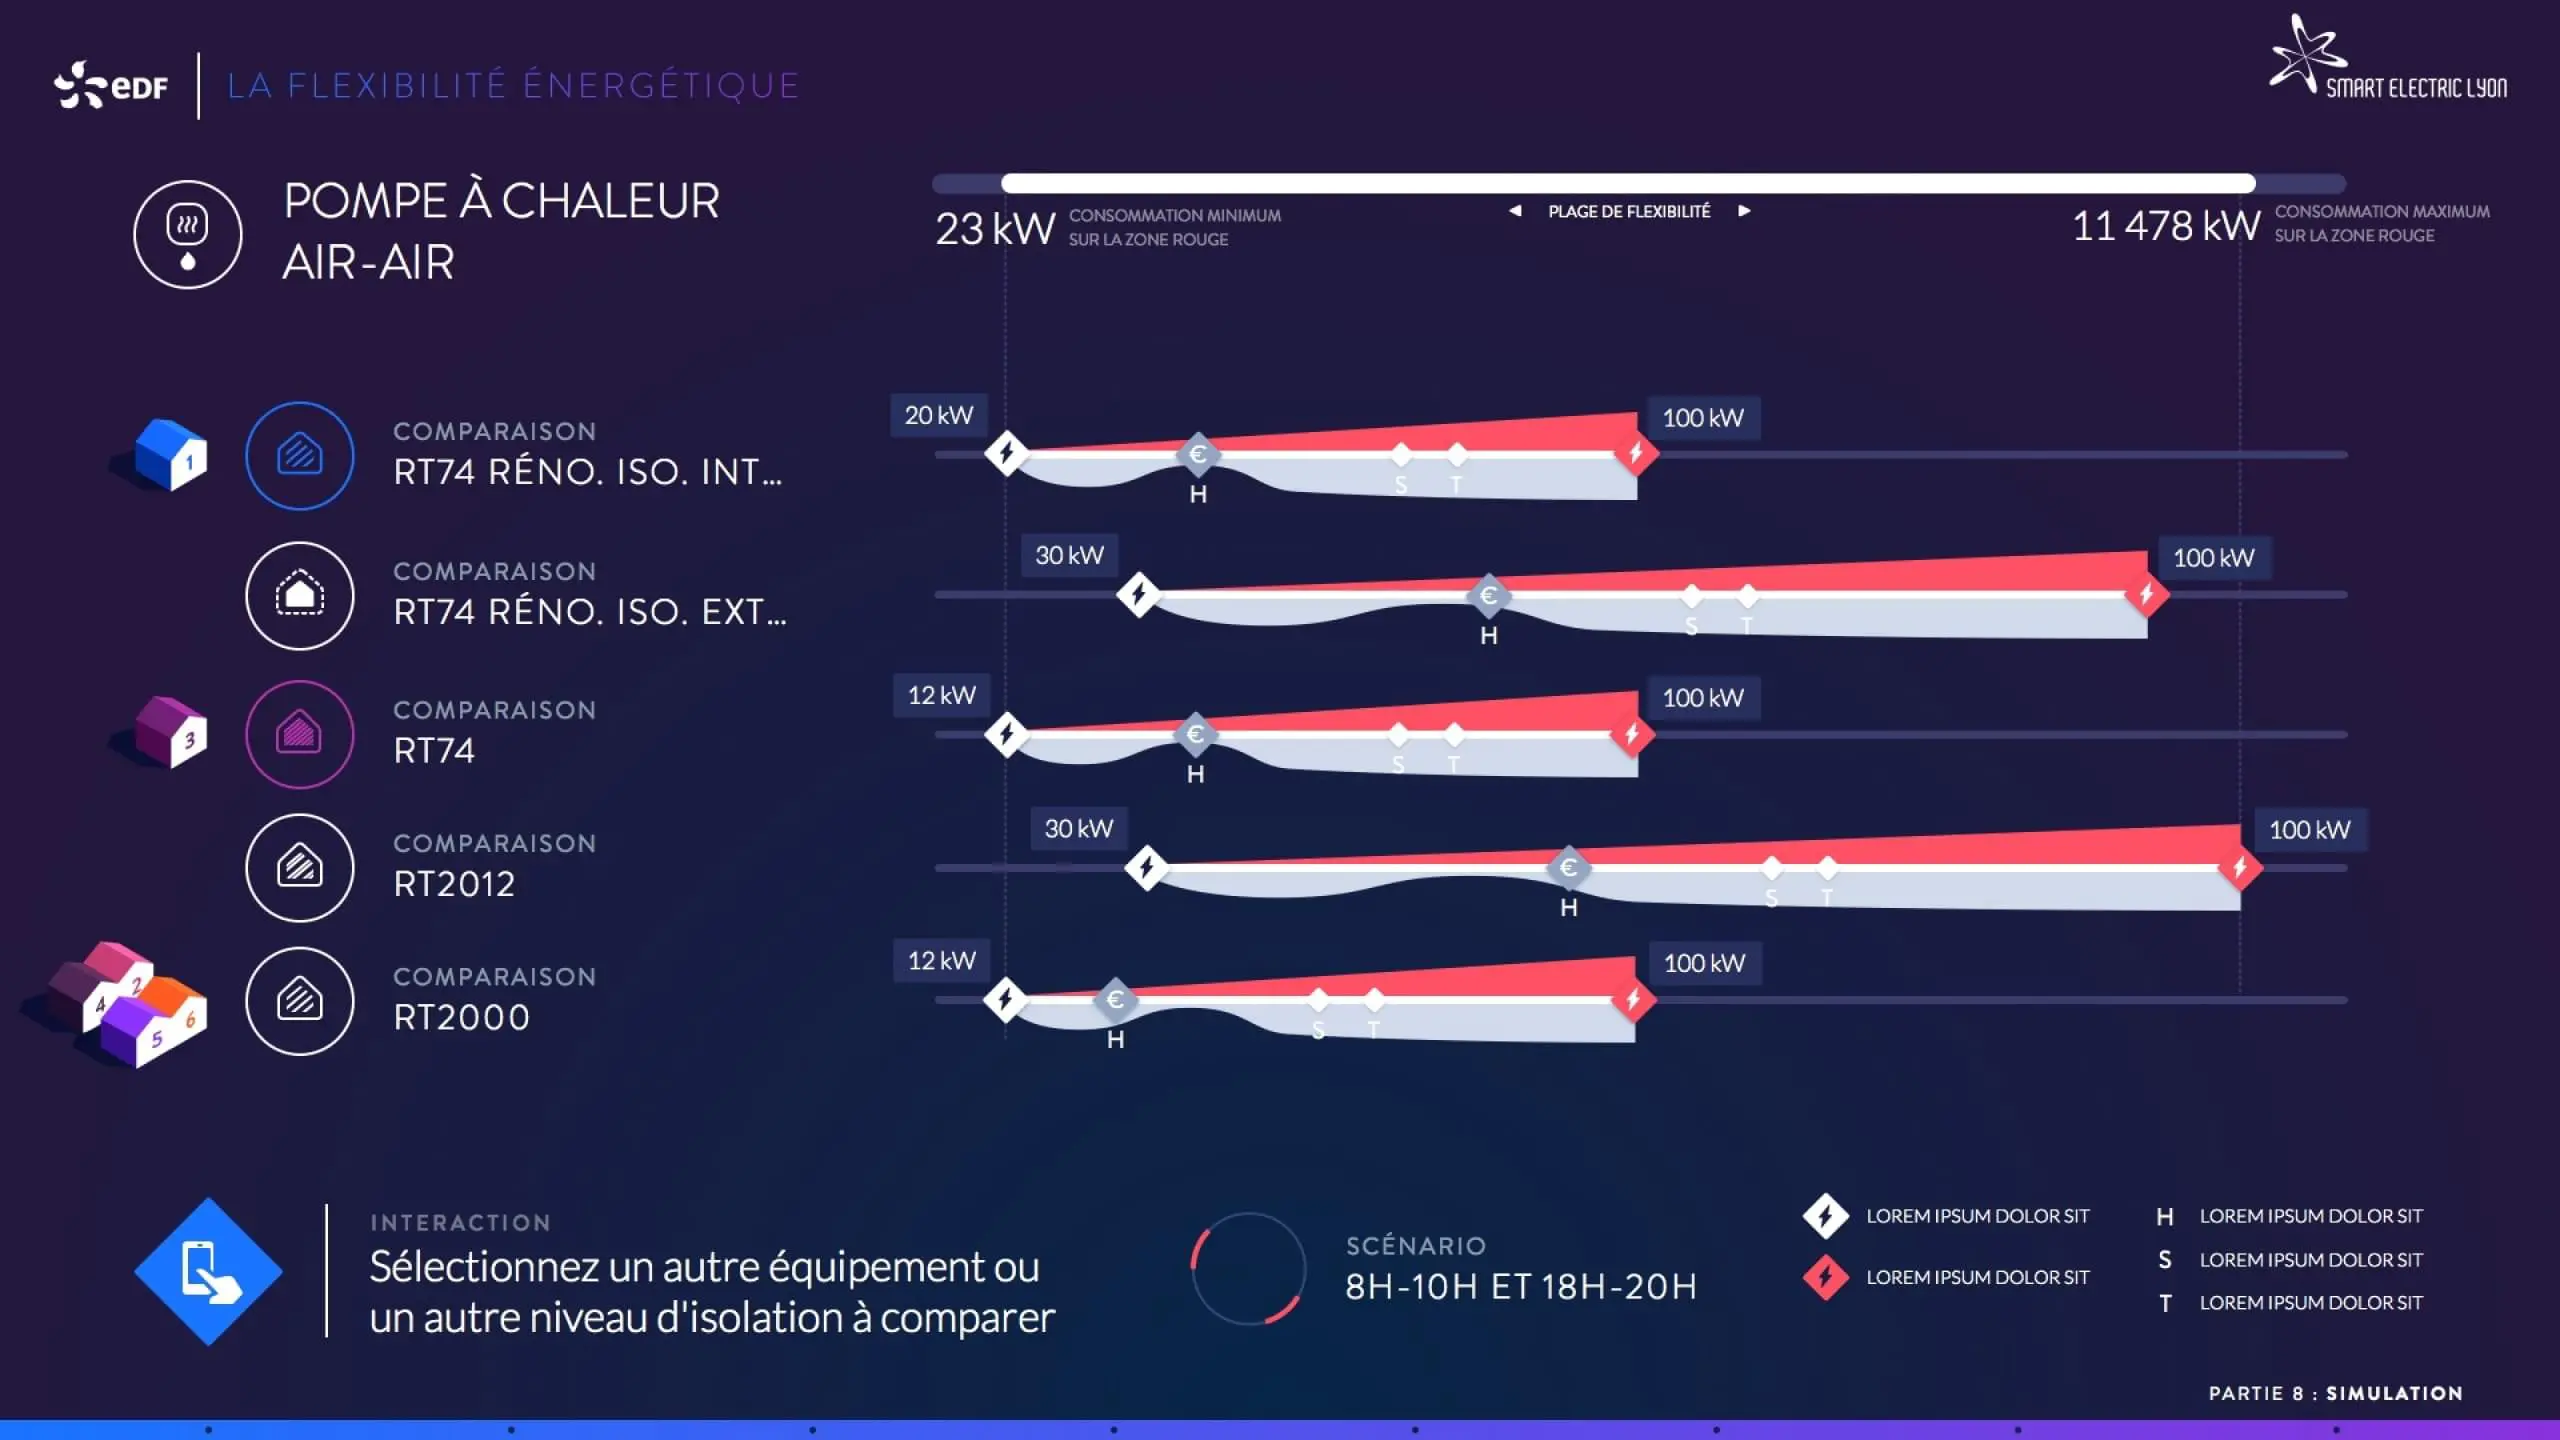 eDF
LA FLEXIBILITÉ ÉNERGÉTIQUE
SMART ELECTRIC LYON
POMPE À CHALEUR
AIR-AIR
23 kW
CONSOMMATION MINIMUM
SUR LA ZONE ROUGE
PLAGE DE FLEXIBILITÉ
11 478 kW
CONSOMMATION MAXIMUM
SUR LA ZONE ROUGE
1
COMPARAISON
RT74 RÉNO. ISO. INT...
20 kW
100 kW
€
H
S
T
COMPARAISON
RT74 RÉNO. ISO. EXT...
30 kW
100 kW
€
H
S
T
3
COMPARAISON
RT74
12 kW
100 kW
€
H
S
T
COMPARAISON
RT2012
30 kW
100 kW
€
H
S
T
2
4
6
5
COMPARAISON
RT2000
12 kW
100 kW
€
H
S
T
INTERACTION
Sélectionnez un autre équipement ou
un autre niveau d'isolation à comparer
SCÉNARIO
8H-10H ET 18H-20H
LOREM IPSUM DOLOR SIT
LOREM IPSUM DOLOR SIT
H LOREM IPSUM DOLOR SIT
S LOREM IPSUM DOLOR SIT
T LOREM IPSUM DOLOR SIT
PARTIE 8 : SIMULATION